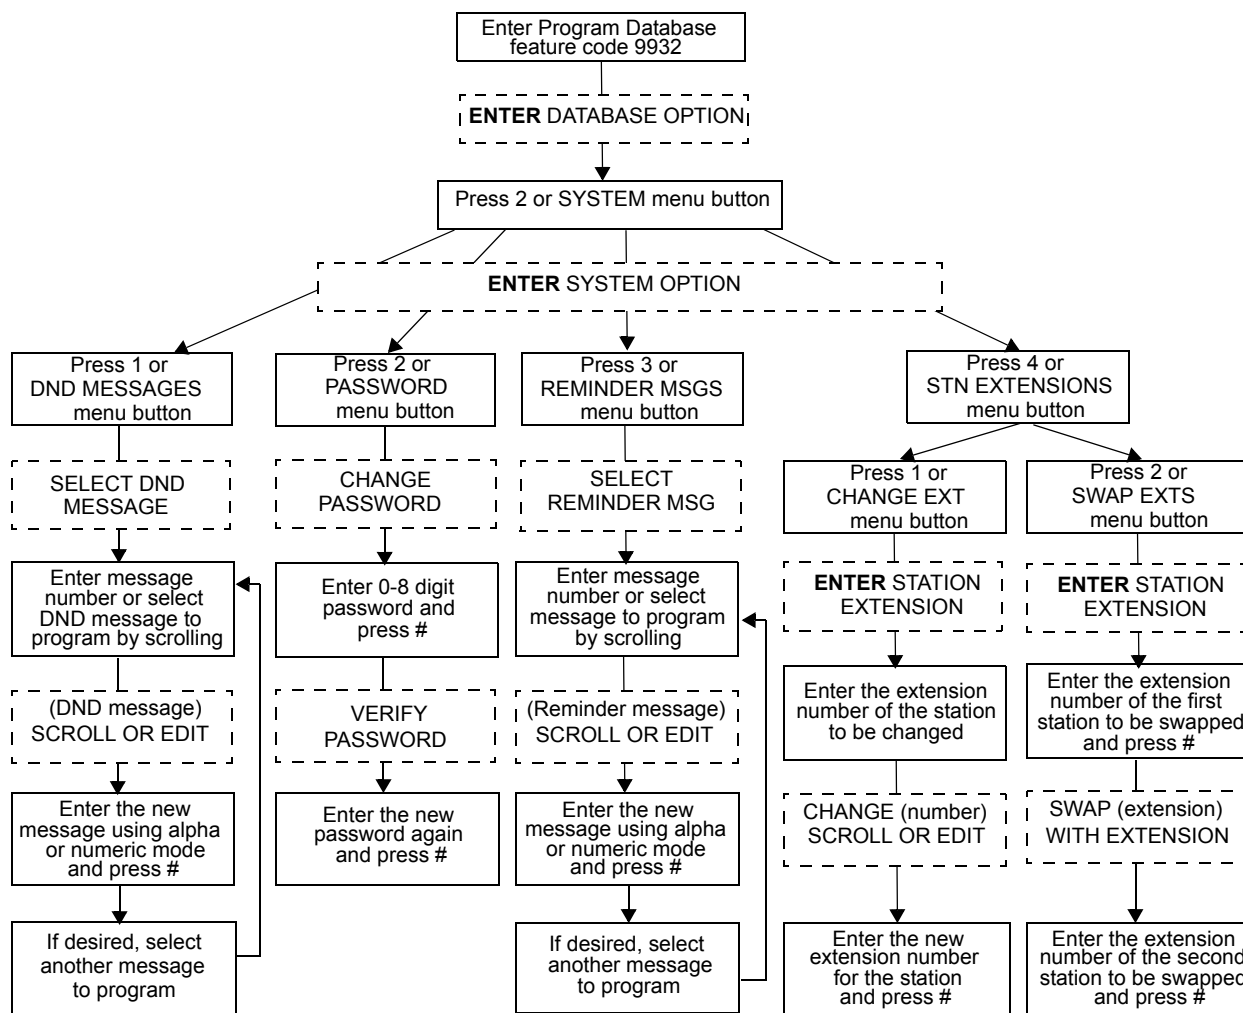 Enter Program Database
feature code 9932
ENTER DATABASE OPTION
Press 2 or SYSTEM menu button
ENTER SYSTEM OPTION
Press 1 or
DND MESSAGES
menu button
SELECT DND
MESSAGE
Enter message
number or select
DND message to
program by scrolling
(DND message)
SCROLL OR EDIT
Enter the new
message using alpha
or numeric mode
and press #
If desired, select
another message
to program
Press 2 or
PASSWORD
menu button
CHANGE
PASSWORD
Enter 0-8 digit
password and
press #
VERIFY
PASSWORD
Enter the new
password again
and press #
Press 3 or
REMINDER MSGS
menu button
SELECT
REMINDER MSG
Enter message
number or select
message to program
by scrolling
(Reminder message)
SCROLL OR EDIT
Enter the new
message using alpha
or numeric mode
and press #
If desired, select
another message
to program
Press 4 or
STN EXTENSIONS
menu button
Press 1 or
CHANGE EXT
menu button
ENTER STATION
EXTENSION
Enter the extension
number of the station
to be changed
CHANGE (number)
SCROLL OR EDIT
Enter the new
extension number
for the station
and press #
Press 2 or
SWAP EXTS
menu button
ENTER STATION
EXTENSION
Enter the extension
number of the first
station to be swapped
and press #
SWAP (extension)
WITH EXTENSION
Enter the extension
number of the second
station to be swapped
and press #